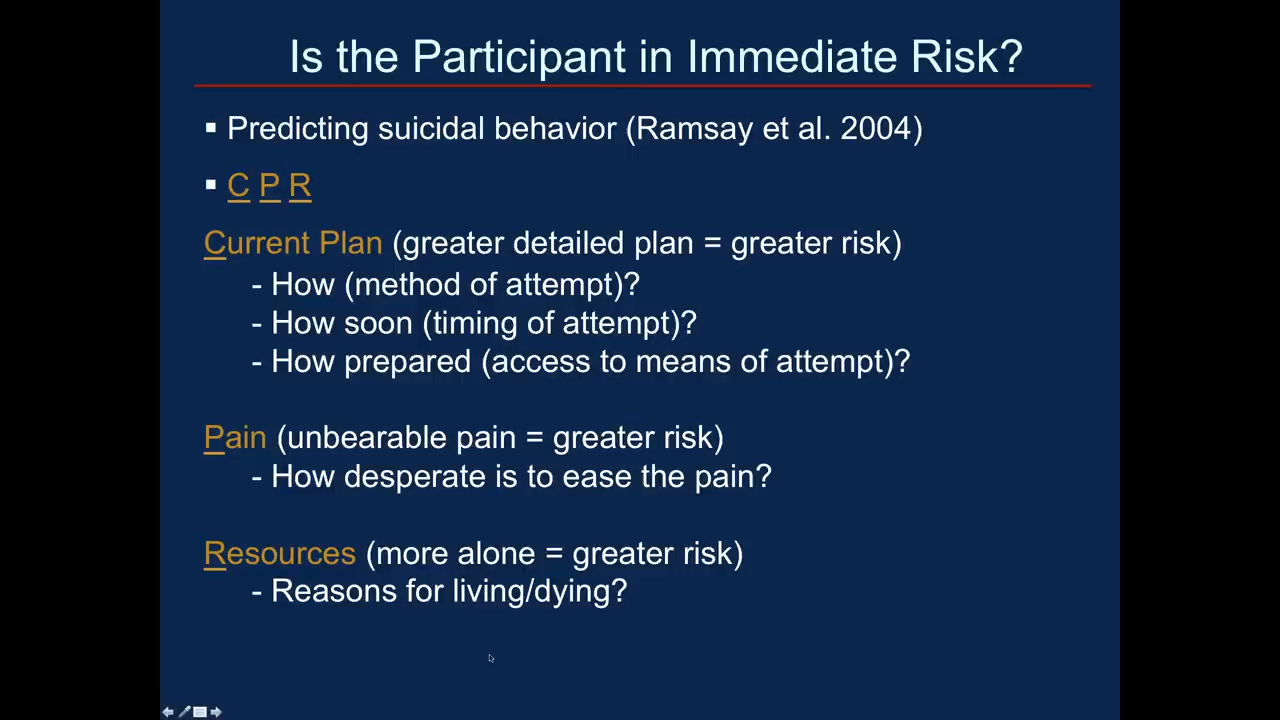 Is the Participant in Immediate Risk?
▪ Predicting suicidal behavior (Ramsay et al. 2004)
▪ C P R
Current Plan (greater detailed plan = greater risk)
- How (method of attempt)?
- How soon (timing of attempt)?
- How prepared (access to means of attempt)?
Pain (unbearable pain = greater risk)
- How desperate is to ease the pain?
Resources (more alone = greater risk)
- Reasons for living/dying?